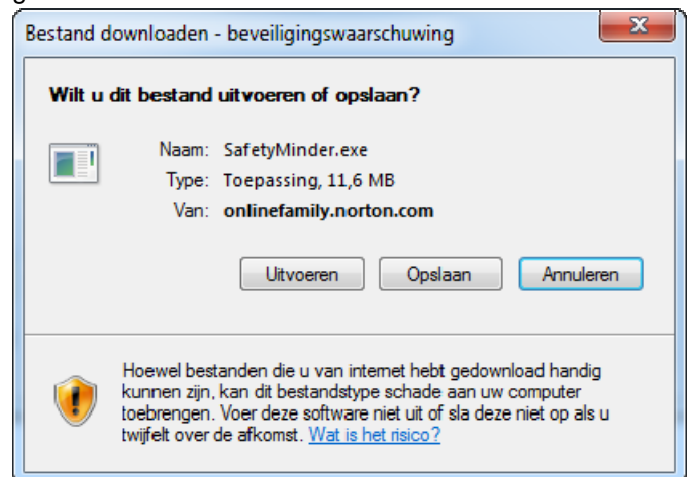 Bestand downloaden - beveiligingswaarschuwing
Wilt u dit bestand uitvoeren of opslaan?
Naam: SafetyMinder.exe
Type: Toepassing, 11,6 MB
Van: onlinefamily.norton.com
Uitvoeren Opslaan Annuleren
Hoewel bestanden die u van internet hebt gedownload handig
kunnen zijn, kan dit bestandstype schade aan uw computer
toebrengen. Voer deze software niet uit of sla deze niet op als u
twijfelt over de afkomst. Wat is het risico?